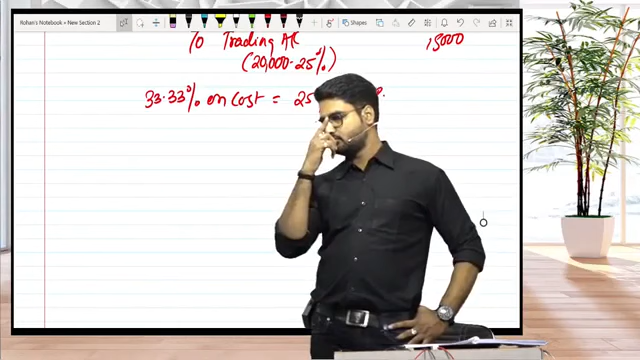 Rohan's Notebook • New Section 2
Shapes
To Trading A/c
15000
(20,000-25%)
33.33% on cost = 25